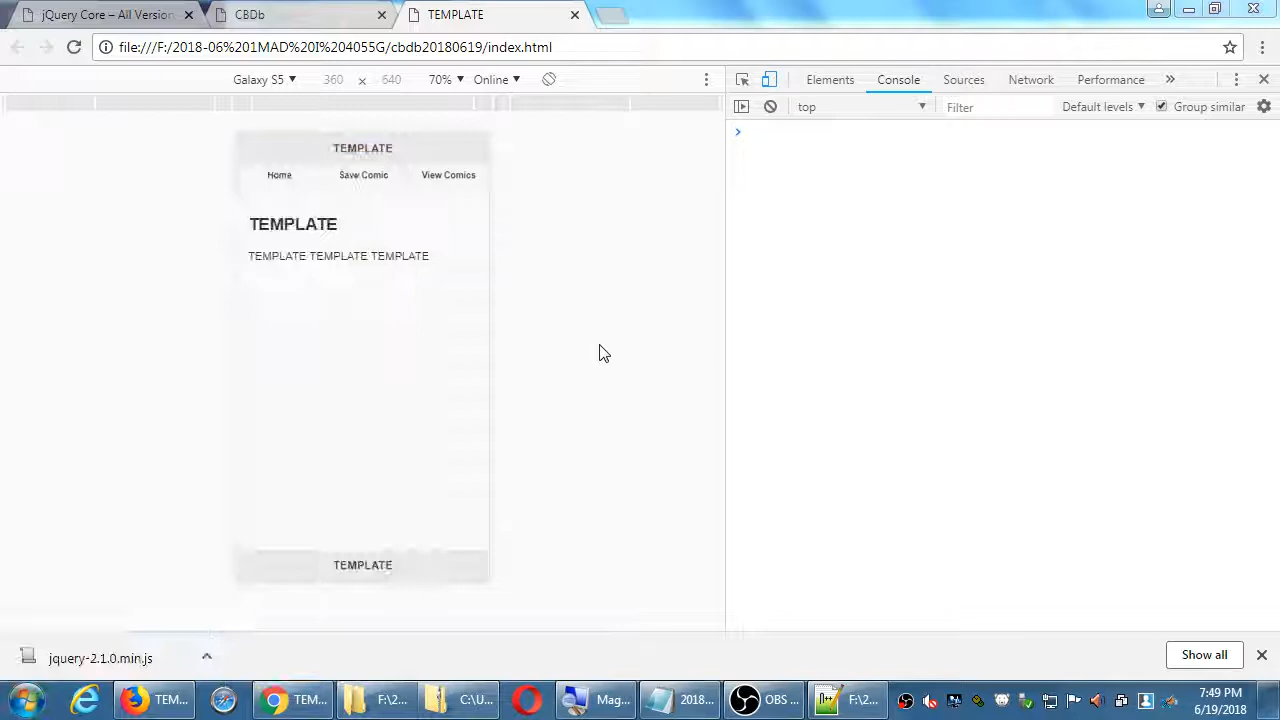 jQuery Core – All Version
CBDb
TEMPLATE
file:///F:/2018-06%201MAD%20I%204055G/cbdb20180619/index.html
Galaxy S5 360 x 640 70% Online
Elements Console Sources Network Performance »
top Filter Default levels Group similar
TEMPLATE
Home Save Comic View Comics
TEMPLATE
TEMPLATE TEMPLATE TEMPLATE
TEMPLATE
jquery-2.1.0.min.js
Show all
TEM... TEM... F:\2... C:\U... Mag... 2018... OBS ... F:\2...
7:49 PM
6/19/2018